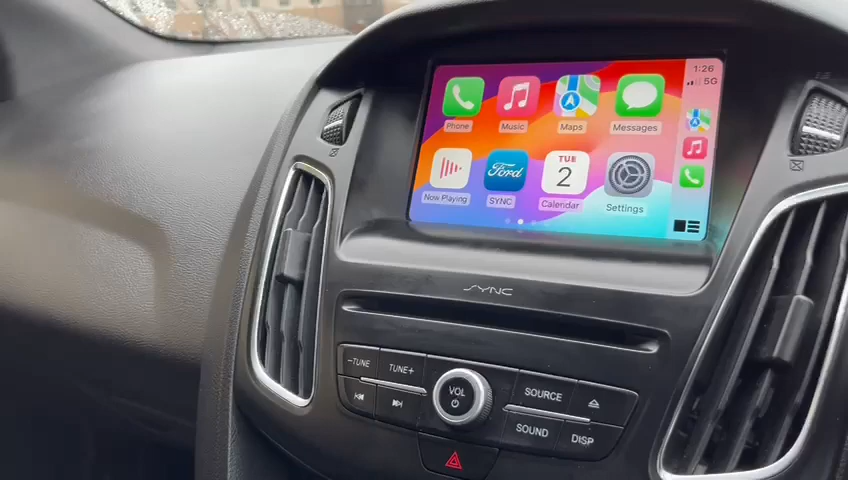 1:26
5G
Phone
Music
Maps
Messages
Now Playing
Ford
SYNC
TUE
2
Calendar
Settings
SYNC
-TUNE
TUNE+
VOL
SOURCE
SOUND
DISP